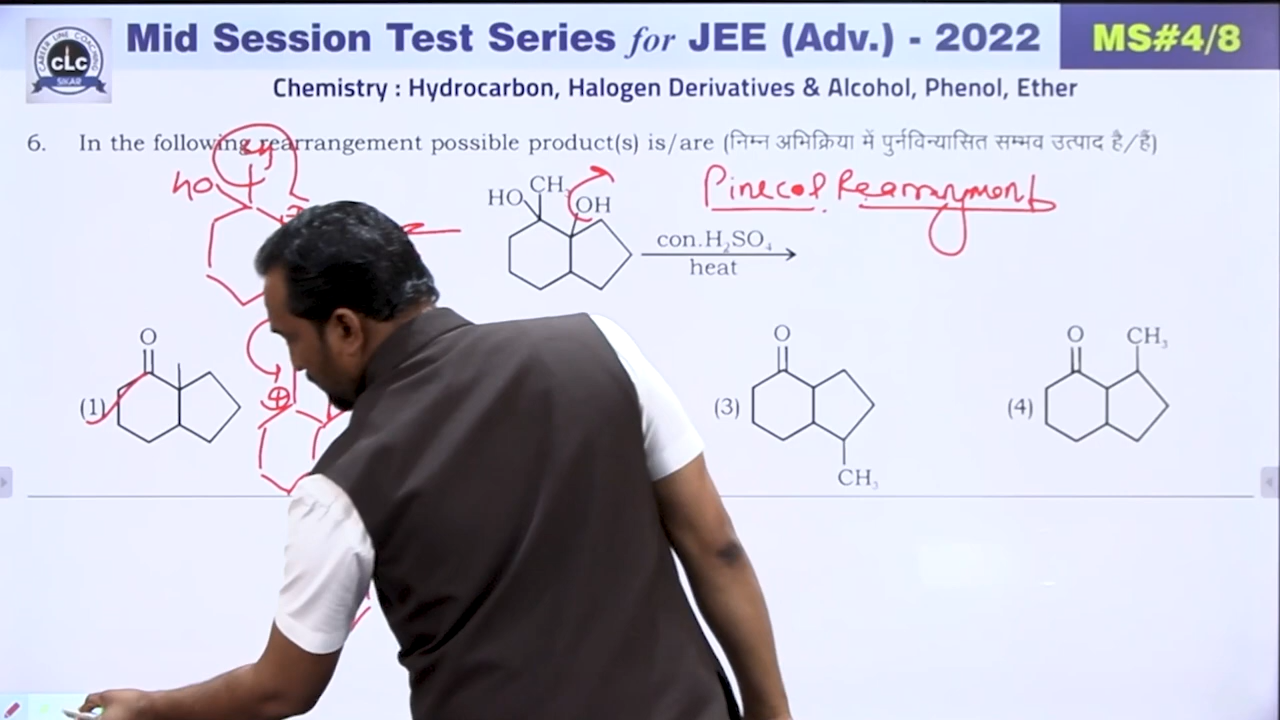 Mid Session Test Series for JEE (Adv.) - 2022
MS#4/8
CAREER LINE COACHING
CLC
SIKAR
Chemistry : Hydrocarbon, Halogen Derivatives & Alcohol, Phenol, Ether
6. In the following rearrangement possible product(s) is/are (निम्न अभिक्रिया में पुर्नविन्यासित सम्भव उत्पाद है/हैं)
HO
HO CH₃ OH
Pinecol Rearrangment
con.H₂SO₄
heat
(1) O
(3) O
CH₃
(4) O CH₃